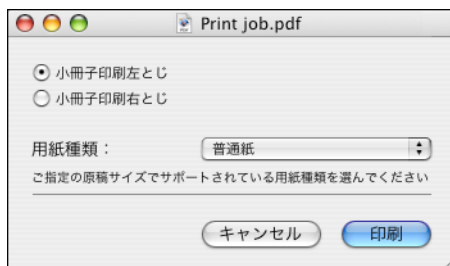 Print job.pdf
小冊子印刷左とじ
小冊子印刷右とじ
用紙種類： 普通紙
ご指定の原稿サイズでサポートされている用紙種類を選んでください
キャンセル 印刷